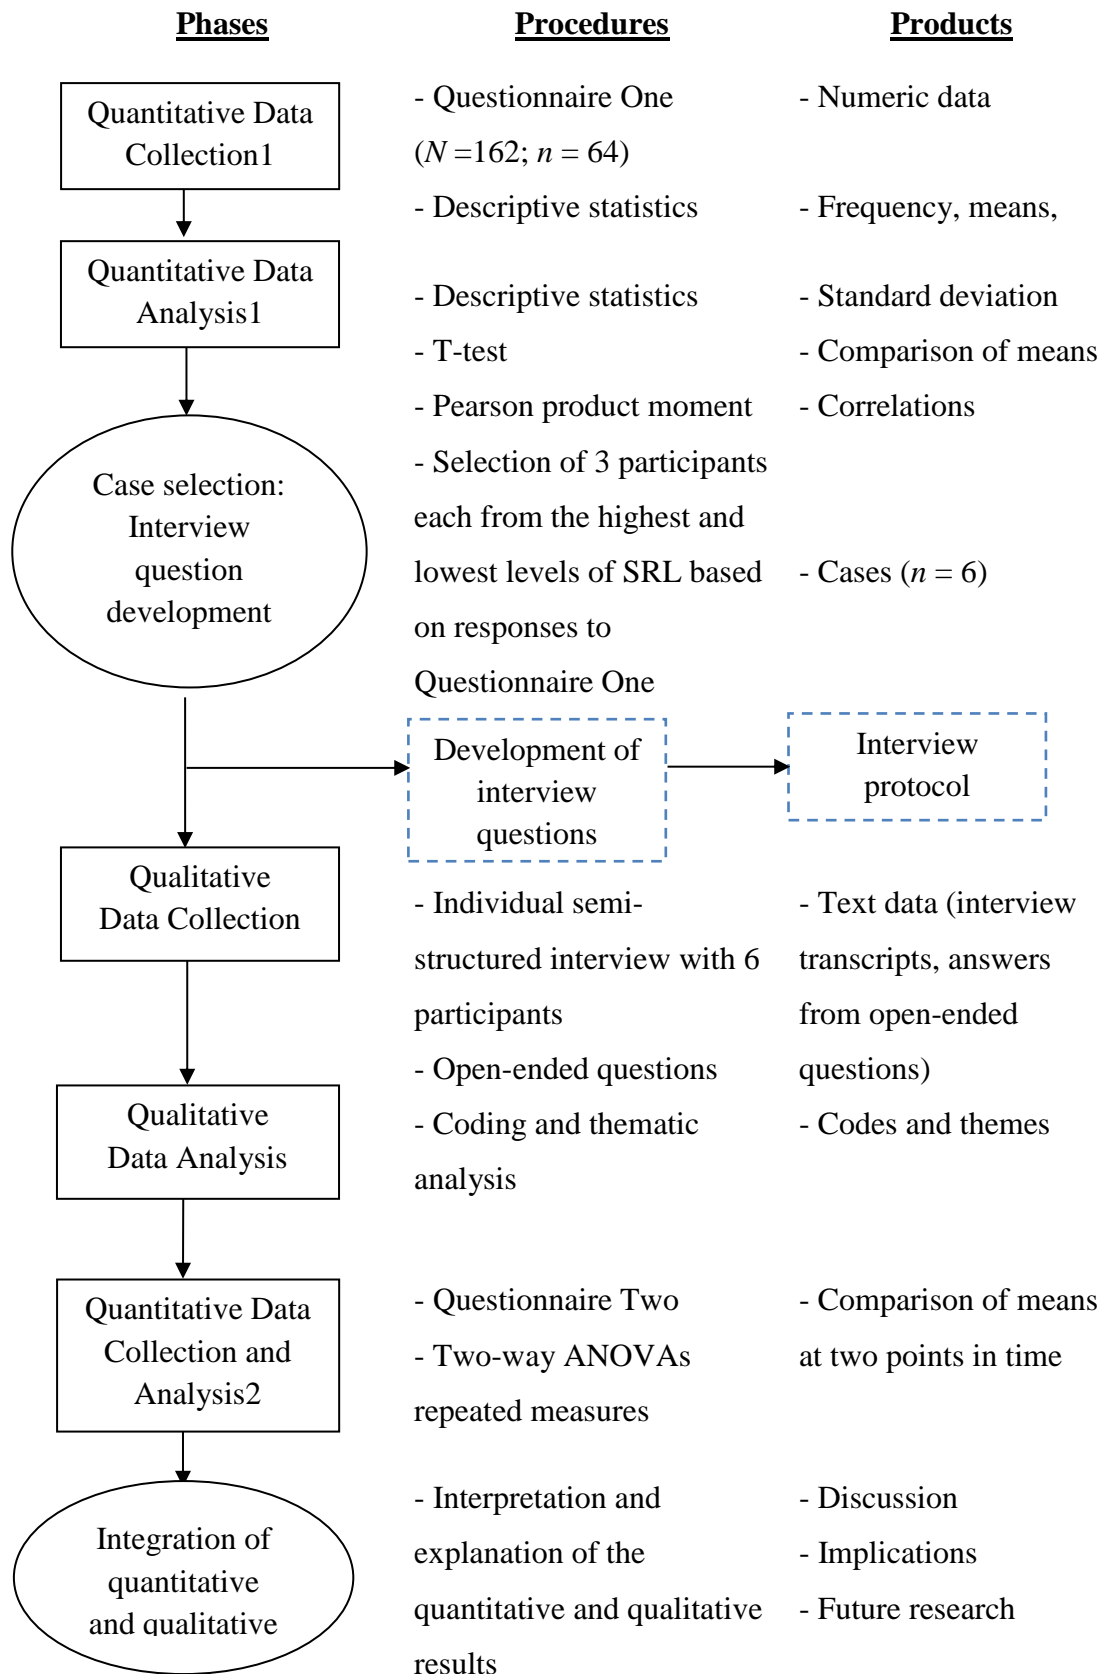 Phases Procedures Products
Quantitative Data
Collection1
- Questionnaire One
(N =162; n = 64)
- Numeric data
- Descriptive statistics
- Frequency, means,
Quantitative Data
Analysis1
- Descriptive statistics
- T-test
- Pearson product moment
- Standard deviation
- Comparison of means
- Correlations
Case selection:
Interview
question
development
- Selection of 3 participants
each from the highest and
lowest levels of SRL based
on responses to
Questionnaire One
- Cases (n = 6)
Development of
interview
questions
Interview
protocol
Qualitative
Data Collection
- Individual semi-
structured interview with 6
participants
- Open-ended questions
- Text data (interview
transcripts, answers
from open-ended
questions)
Qualitative
Data Analysis
- Coding and thematic
analysis
- Codes and themes
Quantitative Data
Collection and
Analysis2
- Questionnaire Two
- Two-way ANOVAs
repeated measures
- Comparison of means
at two points in time
Integration of
quantitative
and qualitative
- Interpretation and
explanation of the
quantitative and qualitative
results
- Discussion
- Implications
- Future research